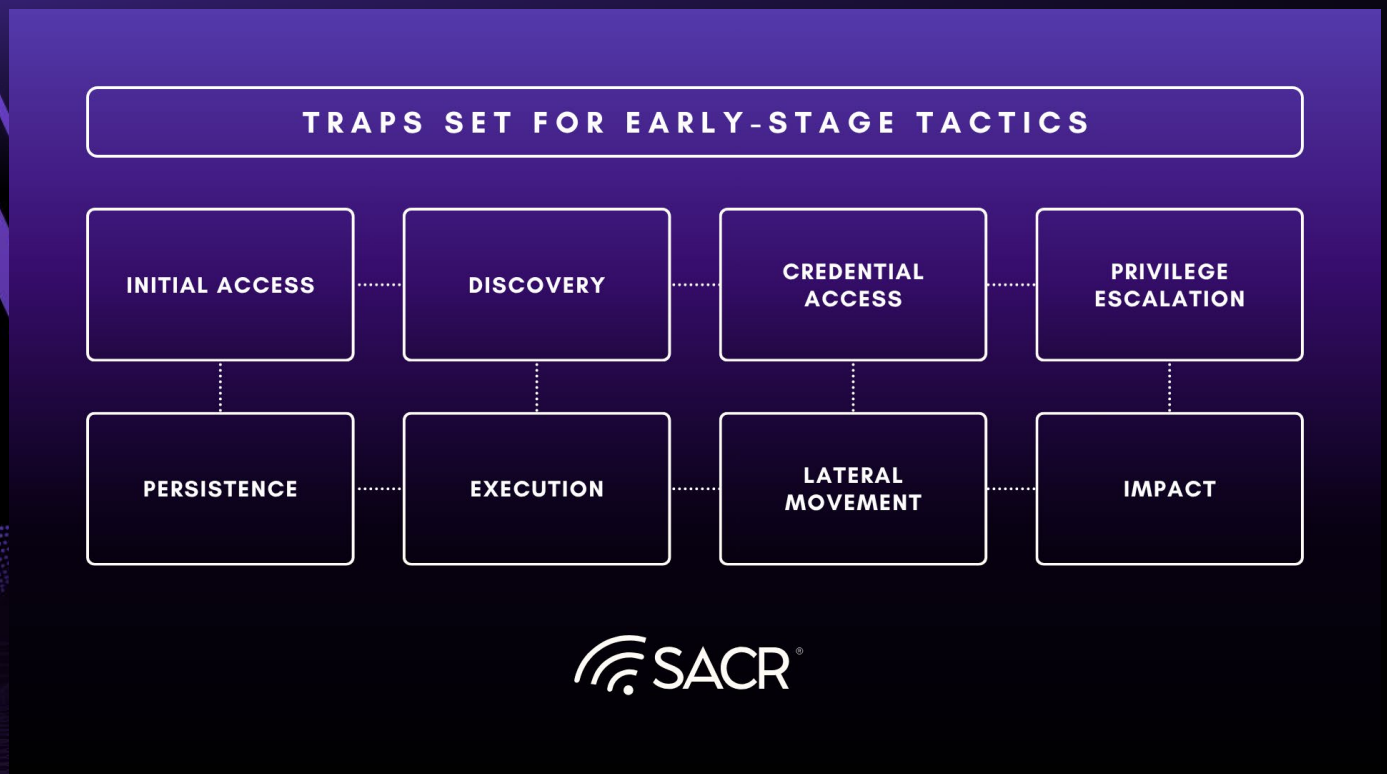 TRAPS SET FOR EARLY-STAGE TACTICS
INITIAL ACCESS
DISCOVERY
CREDENTIAL
ACCESS
PRIVILEGE
ESCALATION
PERSISTENCE
EXECUTION
LATERAL
MOVEMENT
IMPACT
SACR®